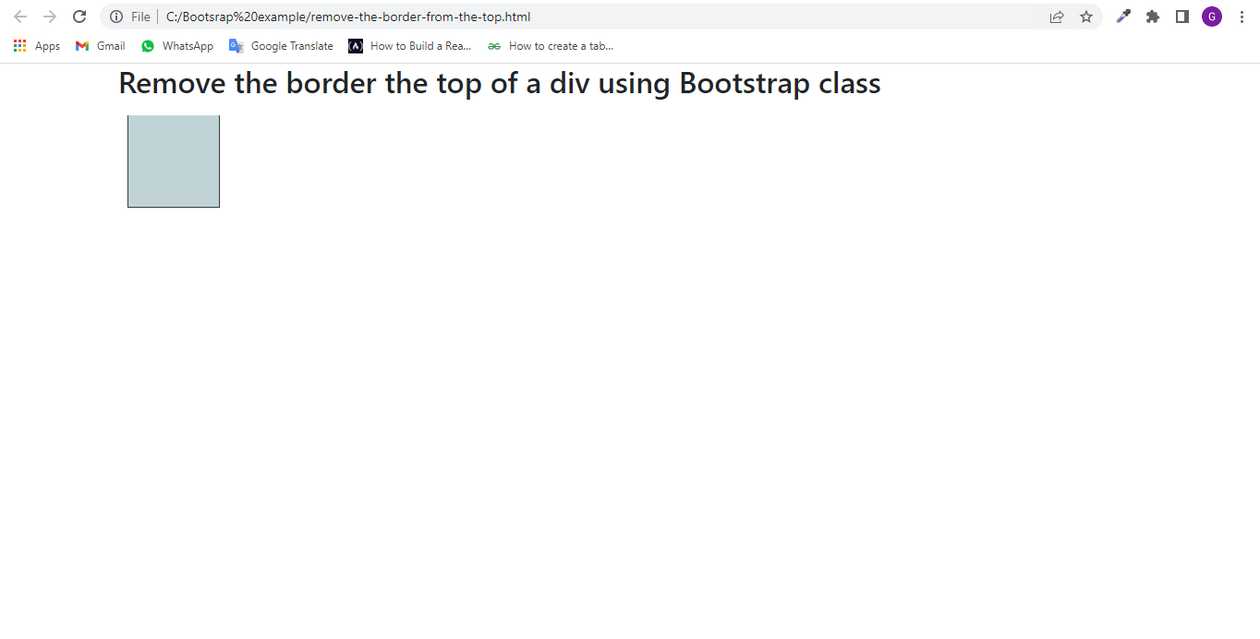 File C:/Bootsrap%20example/remove-the-border-from-the-top.html G
Apps Gmail WhatsApp Google Translate How to Build a Rea... How to create a tab...
Remove the border the top of a div using Bootstrap class